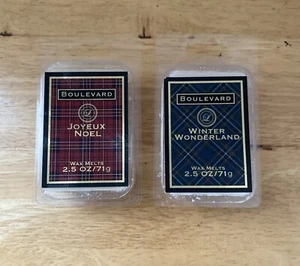 BOULEVARD
JOYEUX
NOEL
WAX MELTS
2.5 OZ/71g
BOULEVARD
WINTER
WONDERLAND
WAX MELTS
2.5 OZ/71g